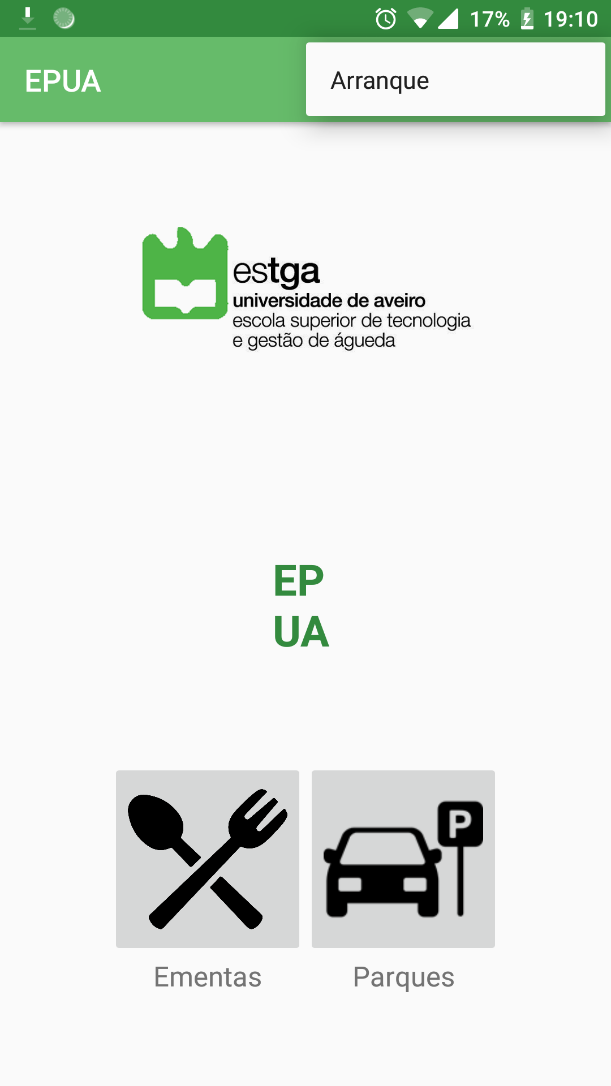 17% 19:10
EPUA
Arranque
estga
universidade de aveiro
escola superior de tecnologia
e gestão de águeda
EP
UA
P
Ementas Parques